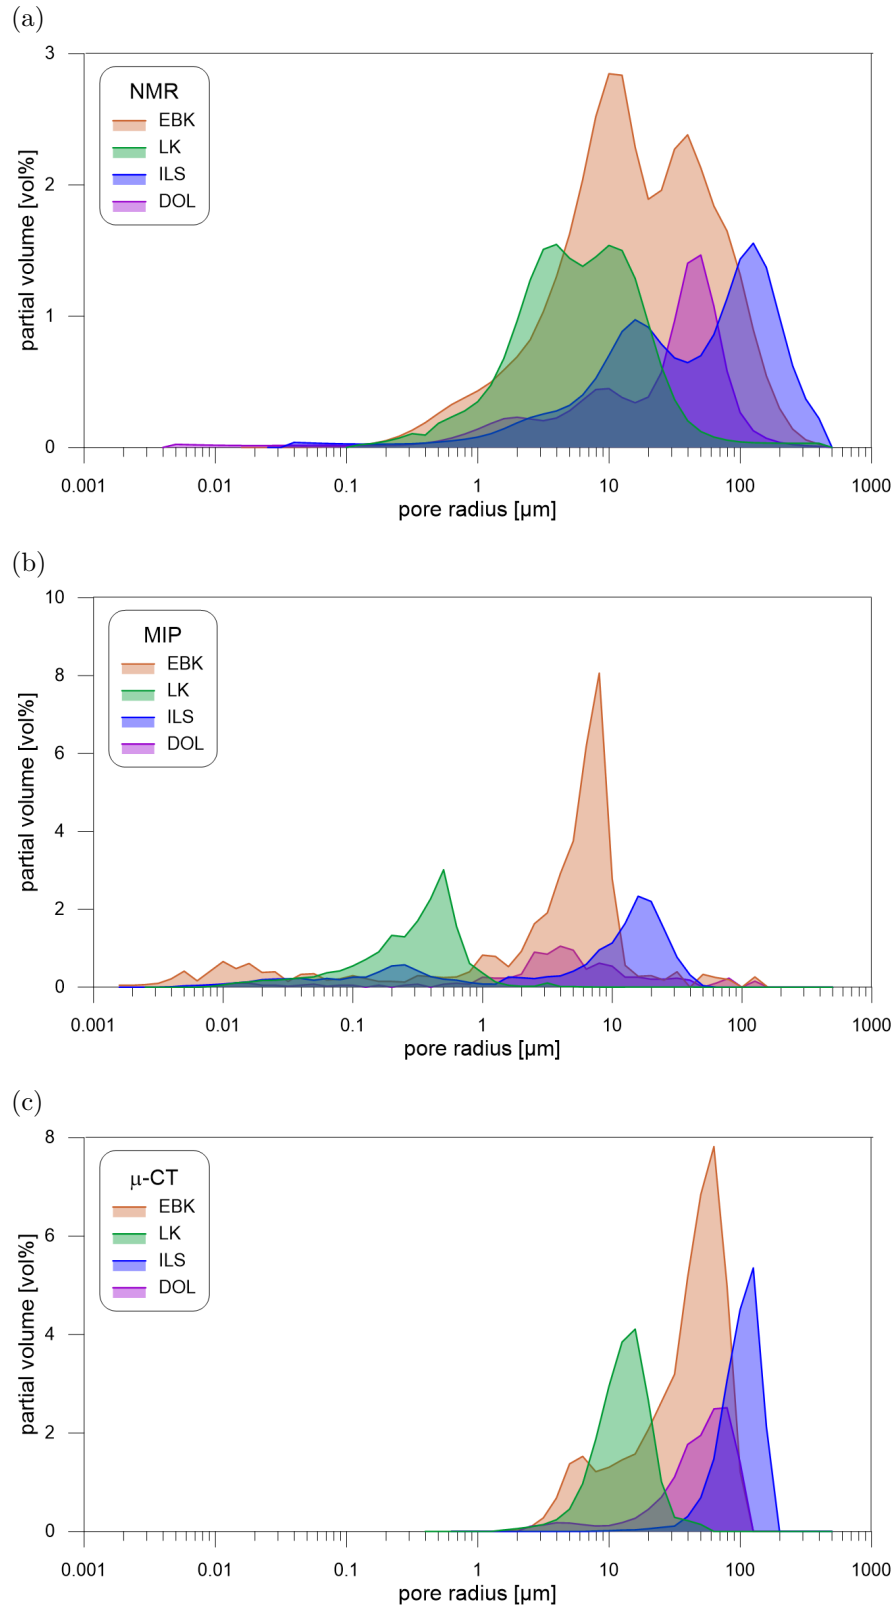 (a)
3
2
1
0
partial volume [vol%]
NMR
EBK
LK
ILS
DOL
0.001 0.01 0.1 1 10 100 1000
pore radius [µm]
(b)
10
8
6
4
2
0
partial volume [vol%]
MIP
EBK
LK
ILS
DOL
0.001 0.01 0.1 1 10 100 1000
pore radius [µm]
(c)
8
6
4
2
0
partial volume [vol%]
µ-CT
EBK
LK
ILS
DOL
0.001 0.01 0.1 1 10 100 1000
pore radius [µm]